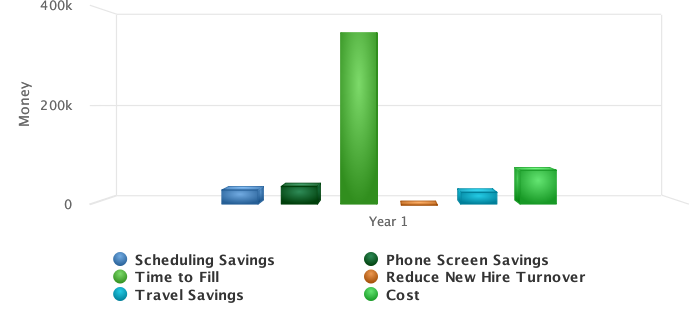 400k
200k
0
Money
Year 1
Scheduling Savings
Phone Screen Savings
Time to Fill
Reduce New Hire Turnover
Travel Savings
Cost